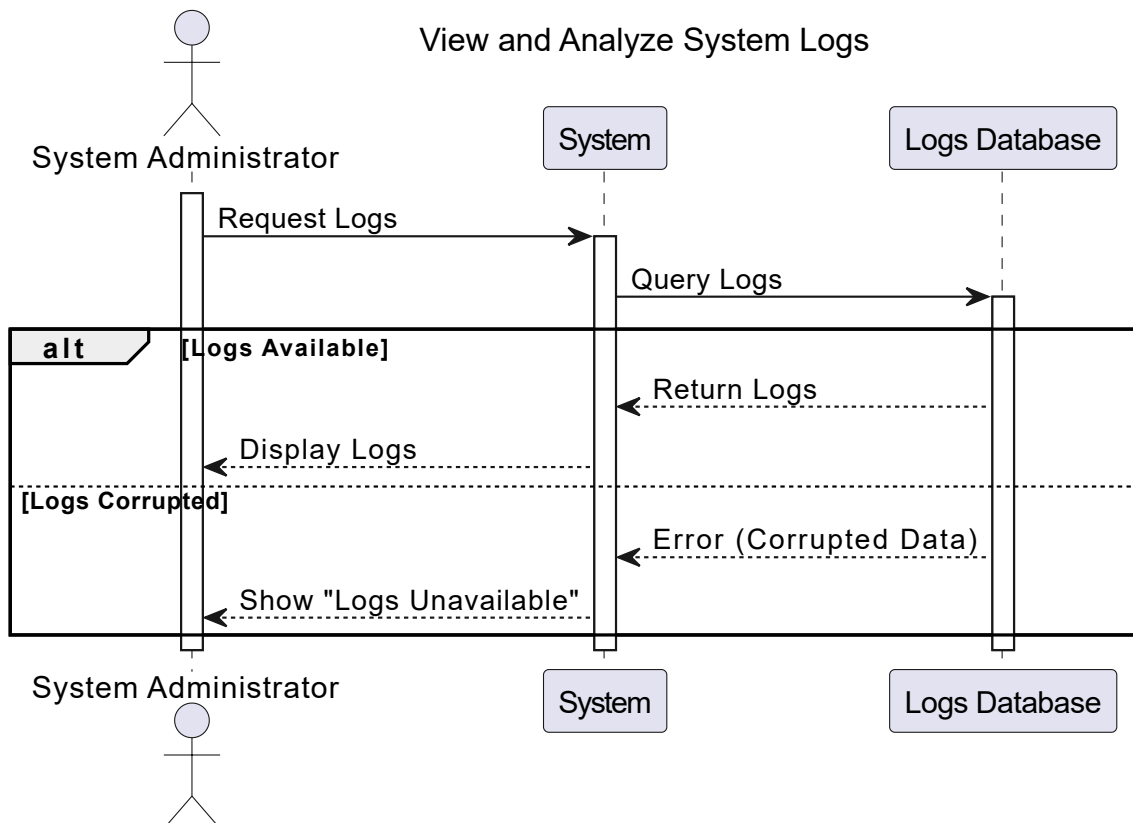 View and Analyze System Logs
System Administrator
System
Logs Database
Request Logs
Query Logs
alt
[Logs Available]
Return Logs
Display Logs
[Logs Corrupted]
Error (Corrupted Data)
Show "Logs Unavailable"
System Administrator
System
Logs Database